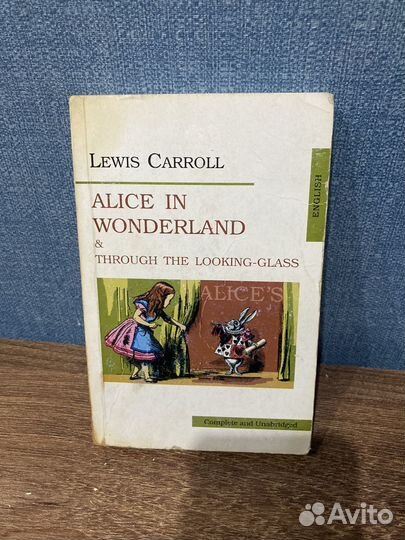 LEWIS CARROLL
ENGLISH
ALICE IN
WONDERLAND
&
THROUGH THE LOOKING-GLASS
ALICE'S
Complete and Unabridged
Avito